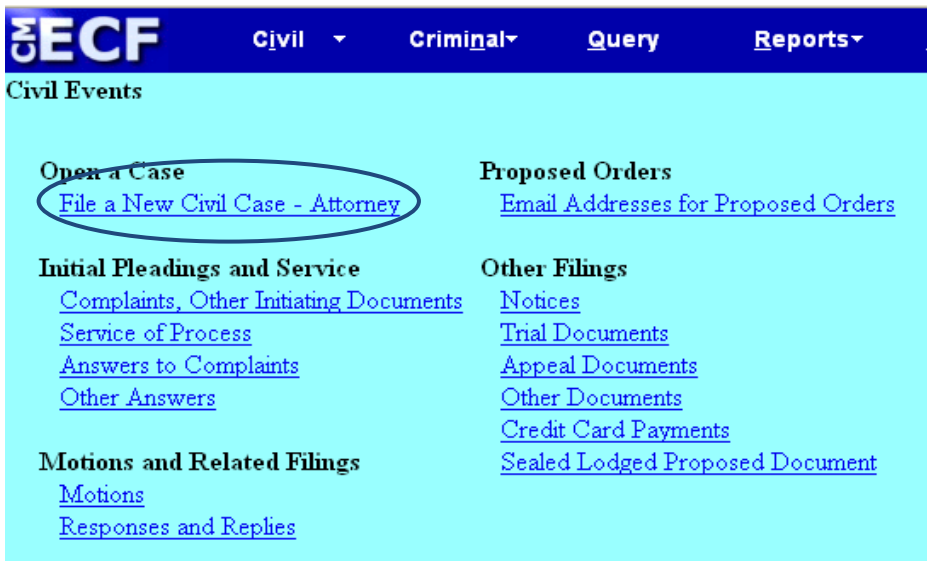 CM ECF Civil Criminal Query Reports
Civil Events
Open a Case
File a New Civil Case - Attorney
Initial Pleadings and Service
Complaints, Other Initiating Documents
Service of Process
Answers to Complaints
Other Answers
Motions and Related Filings
Motions
Responses and Replies
Proposed Orders
Email Addresses for Proposed Orders
Other Filings
Notices
Trial Documents
Appeal Documents
Other Documents
Credit Card Payments
Sealed Lodged Proposed Document